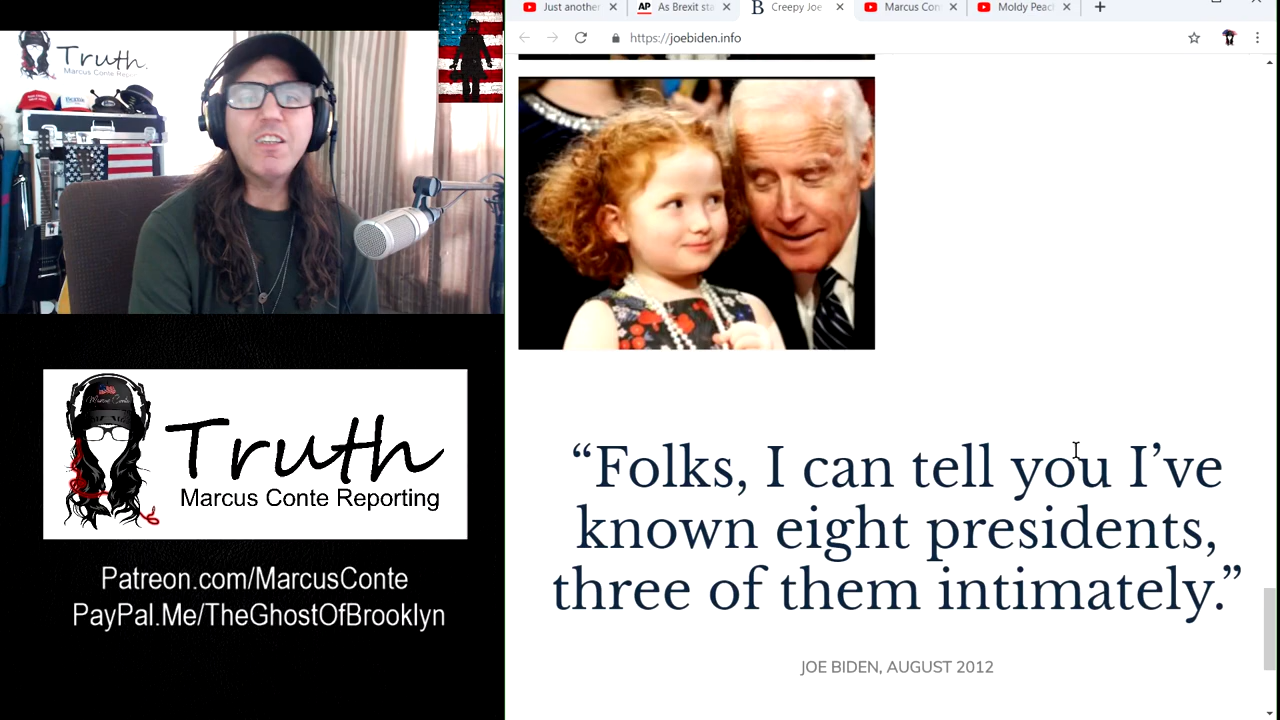 Truth.
Marcus Conte Repor
Truth
Marcus Conte Reporting
Patreon.com/MarcusConte
PayPal.Me/TheGhostOfBrooklyn
Just another
As Brexit sta
Creepy Joe
Marcus Con
Moldy Peac
https://joebiden.info
“Folks, I can tell you I’ve
known eight presidents,
three of them intimately.”
JOE BIDEN, AUGUST 2012